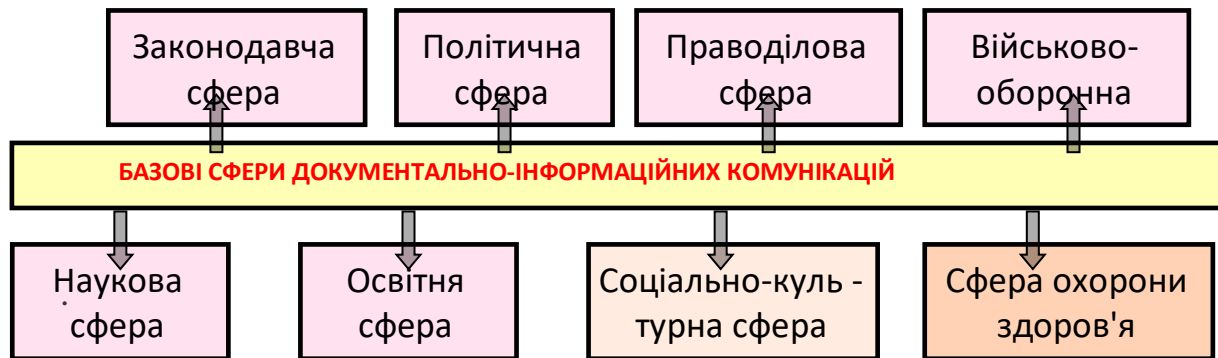 Законодавча
сфера
Політична
сфера
Праводілова
сфера
Військово-
оборонна
БАЗОВІ СФЕРИ ДОКУМЕНТАЛЬНО-ІНФОРМАЦІЙНИХ КОМУНІКАЦІЙ
Наукова
сфера
Освітня
сфера
Соціально-куль -
турна сфера
Сфера охорони
здоров'я